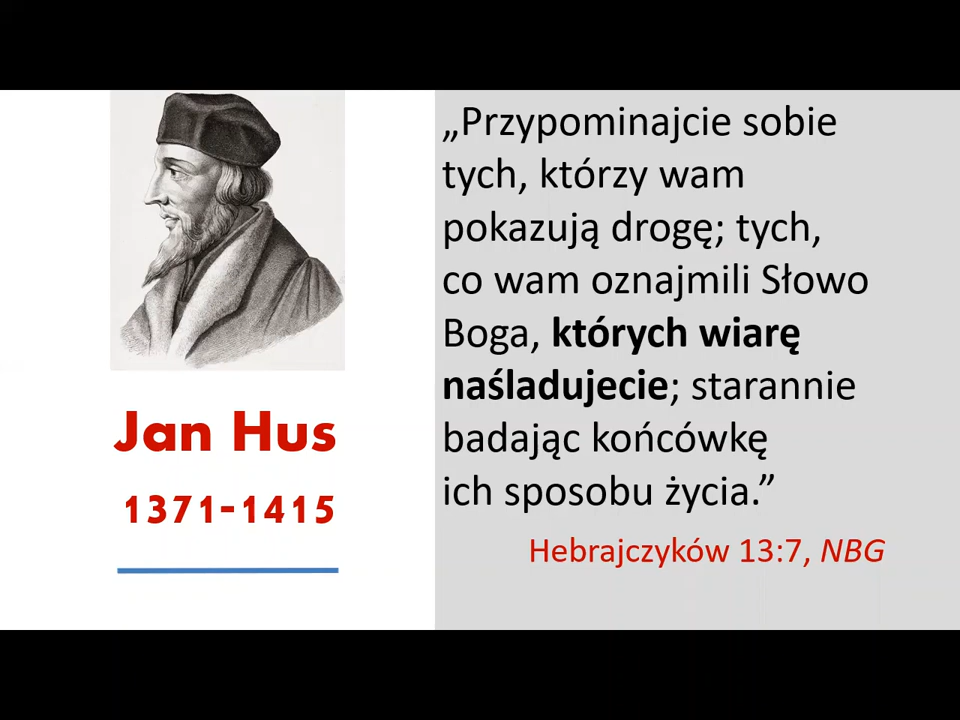 Jan Hus
1371-1415
„Przypominajcie sobie
tych, którzy wam
pokazują drogę; tych,
co wam oznajmili Słowo
Boga, których wiarę
naśladujecie; starannie
badając końcówkę
ich sposobu życia.”
Hebrajczyków 13:7, NBG